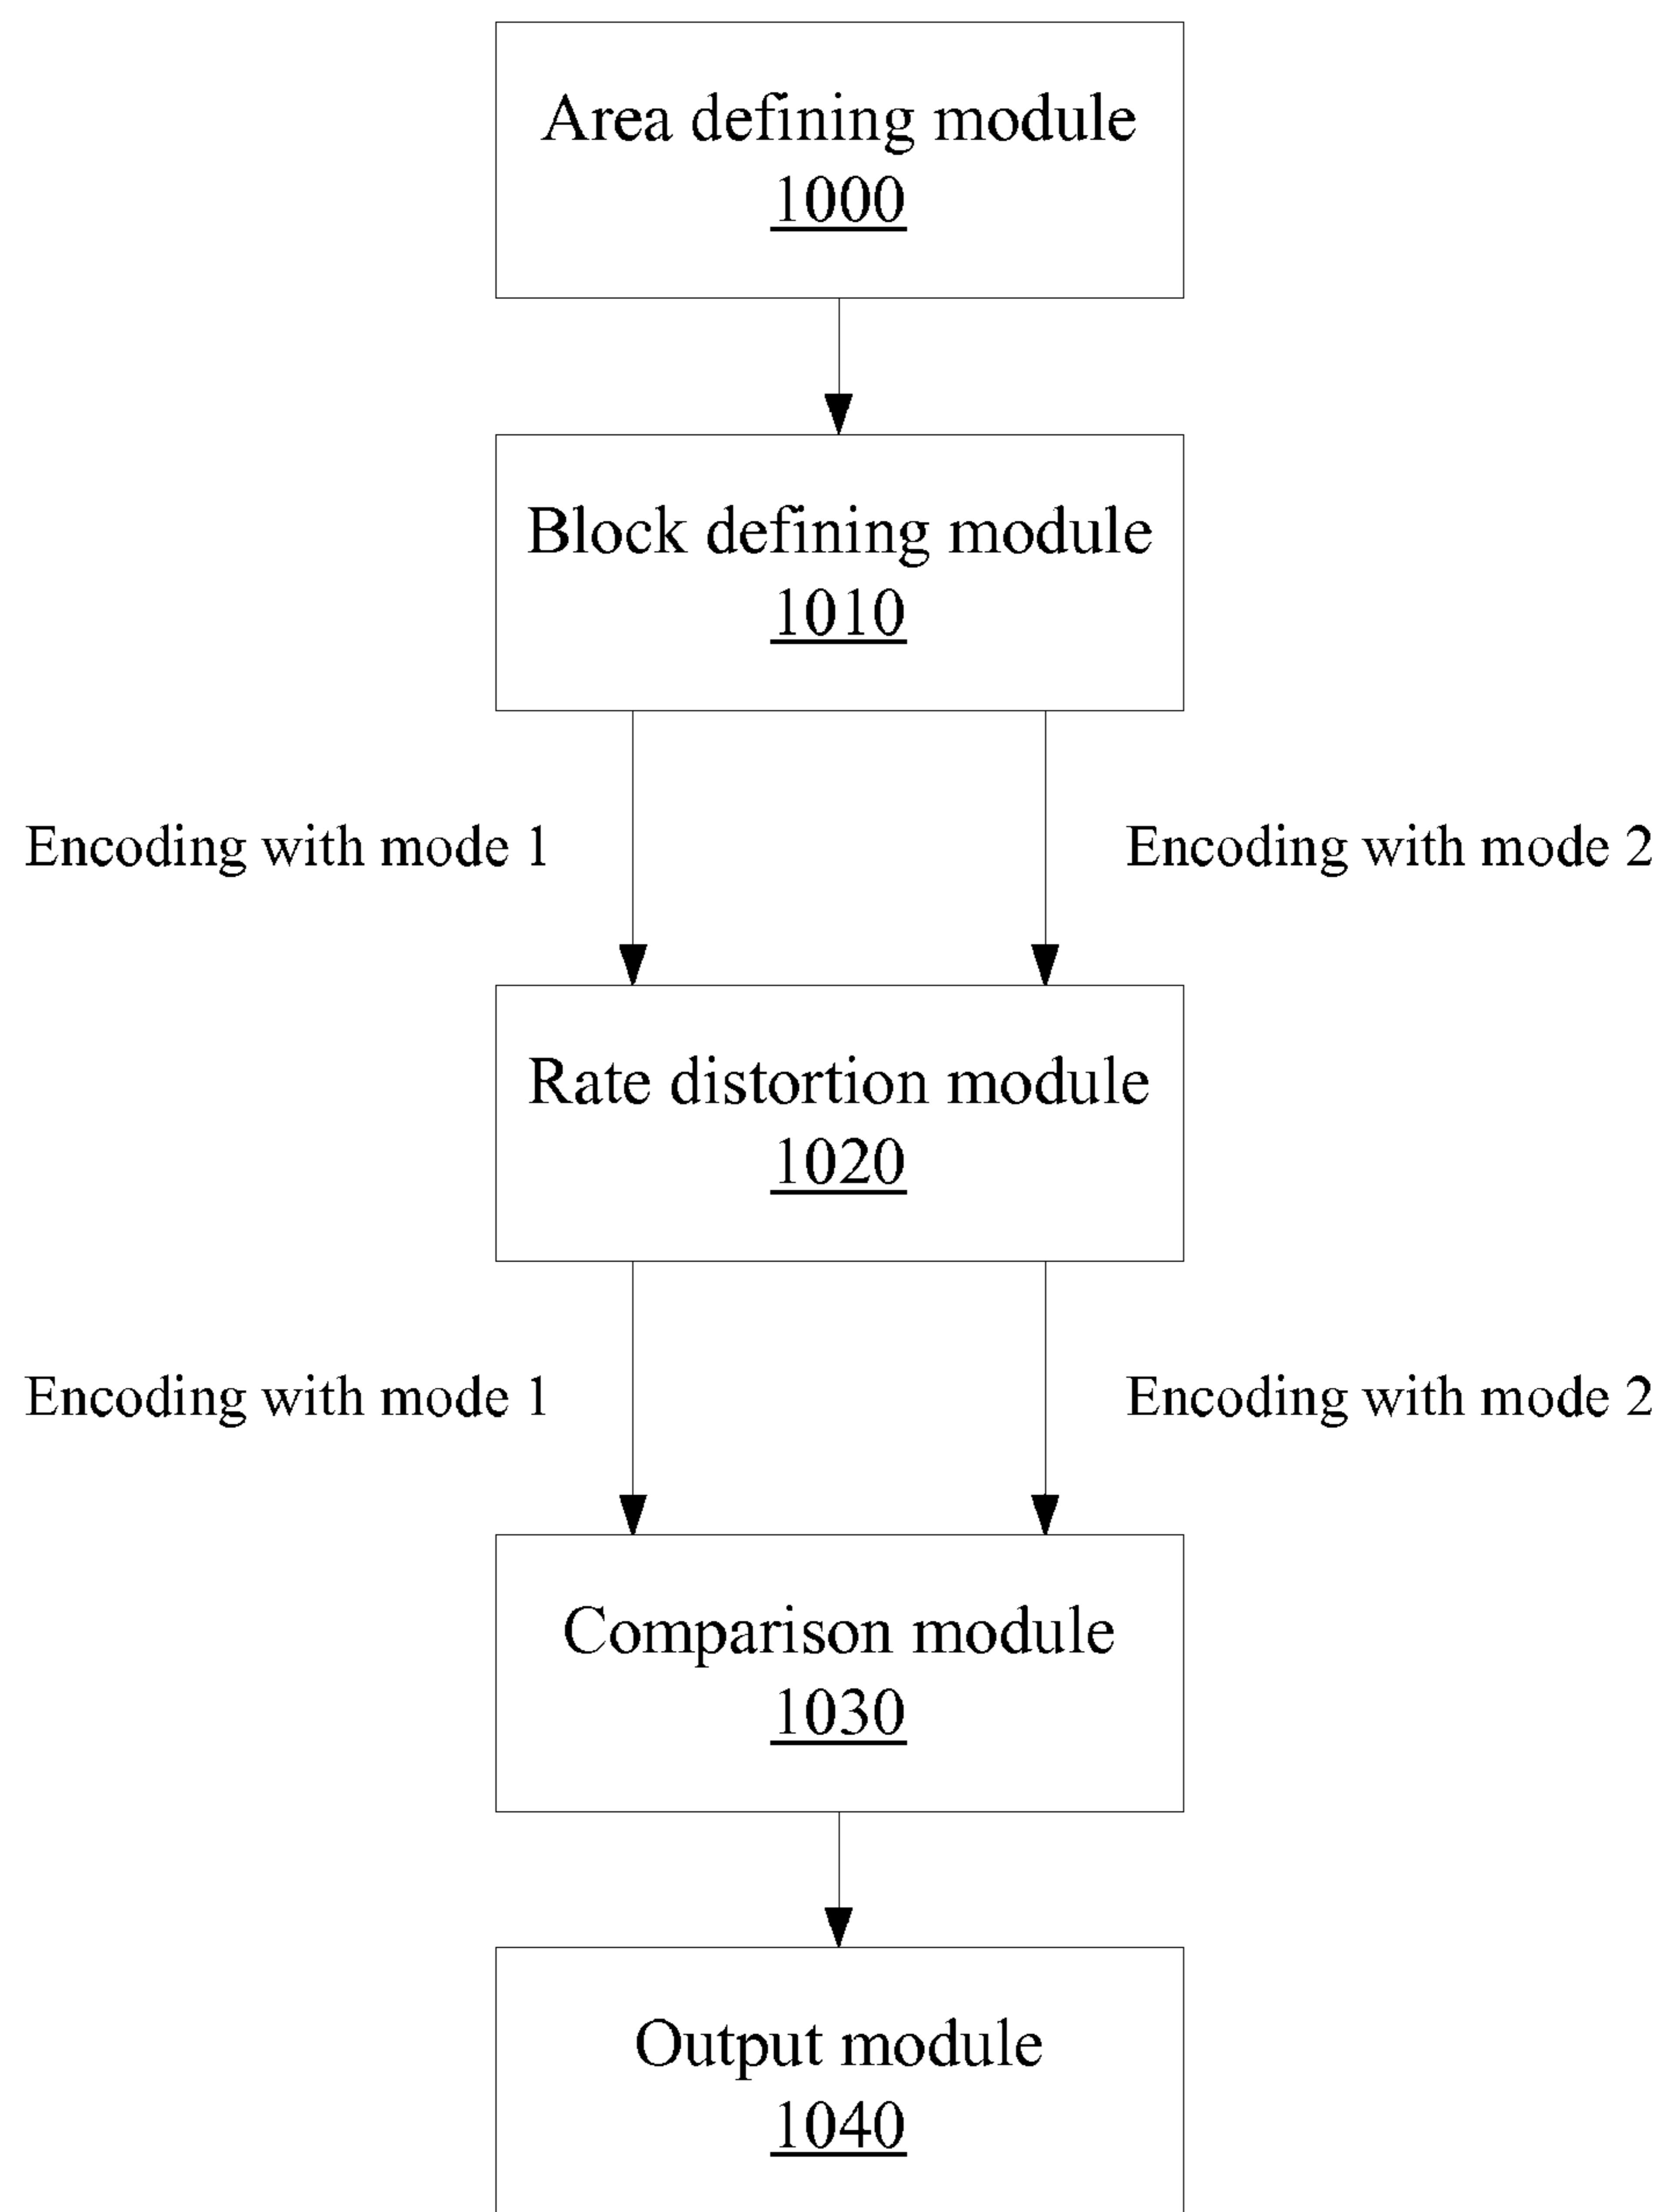 Area defining module
1000
Block defining module
1010
Encoding with mode 1
Encoding with mode 2
Rate distortion module
1020
Encoding with mode 1
Encoding with mode 2
Comparison module
1030
Output module
1040